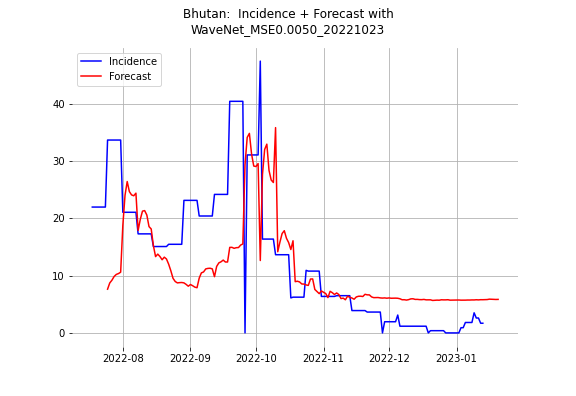 Bhutan:  Incidence + Forecast with
WaveNet_MSE0.0050_20221023
Incidence
Forecast
40
30
20
10
0
2022-08
2022-09
2022-10
2022-11
2022-12
2023-01